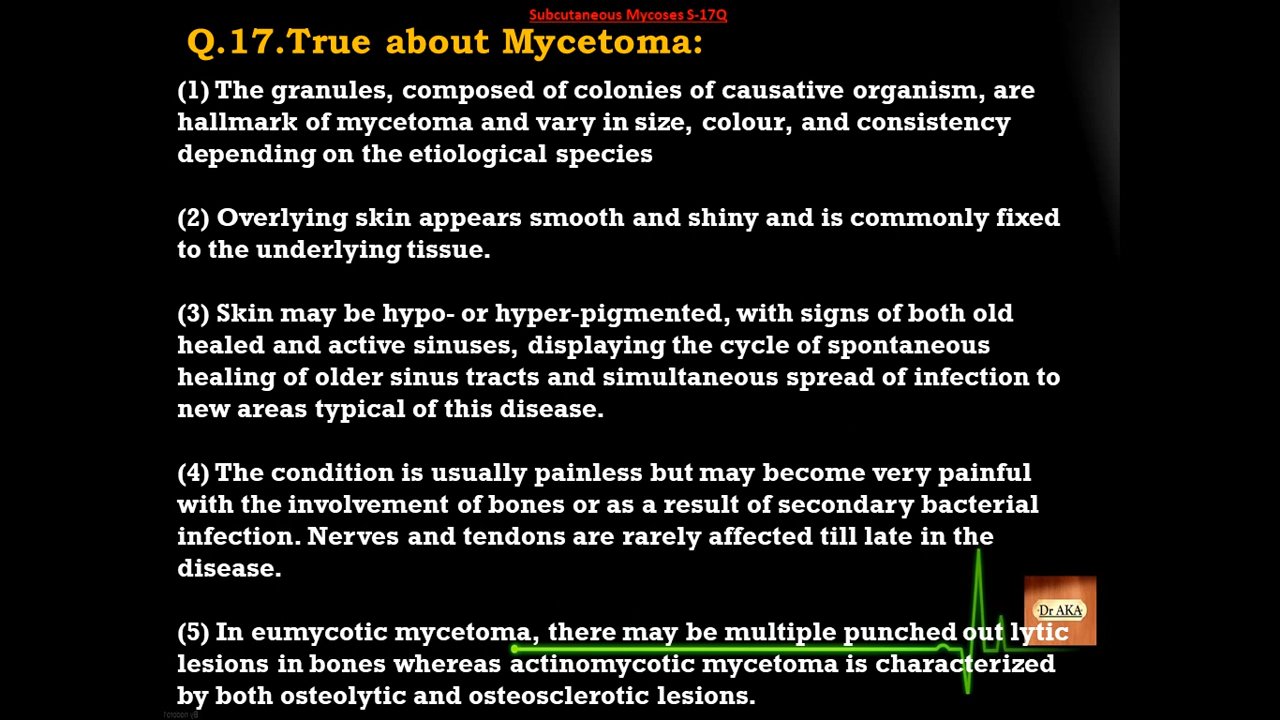 Subcutaneous Mycoses S-17Q
Q.17.True about Mycetoma:
(1) The granules, composed of colonies of causative organism, are
hallmark of mycetoma and vary in size, colour, and consistency
depending on the etiological species
(2) Overlying skin appears smooth and shiny and is commonly fixed
to the underlying tissue.
(3) Skin may be hypo- or hyper-pigmented, with signs of both old
healed and active sinuses, displaying the cycle of spontaneous
healing of older sinus tracts and simultaneous spread of infection to
new areas typical of this disease.
(4) The condition is usually painless but may become very painful
with the involvement of bones or as a result of secondary bacterial
infection. Nerves and tendons are rarely affected till late in the
disease.
Dr AKA
(5) In eumycotic mycetoma, there may be multiple punched out lytic
lesions in bones whereas actinomycotic mycetoma is characterized
by both osteolytic and osteosclerotic lesions.